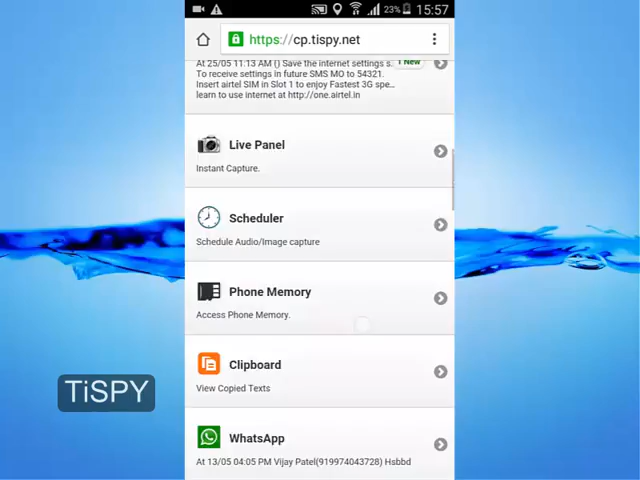 23% 15:57
https://cp.tispy.net
At 25/05 11:13 AM () Save the internet settings s.. 1 New
To receive settings in future SMS MO to 54321.
Insert airtel SIM in Slot 1 to enjoy Fastest 3G spe..
learn to use internet at http://one.airtel.in
Live Panel
Instant Capture.
Scheduler
Schedule Audio/Image capture
Phone Memory
Access Phone Memory.
Clipboard
View Copied Texts
WhatsApp
At 13/05 04:05 PM Vijay Patel(919974043728) Hsbbd
TiSPY